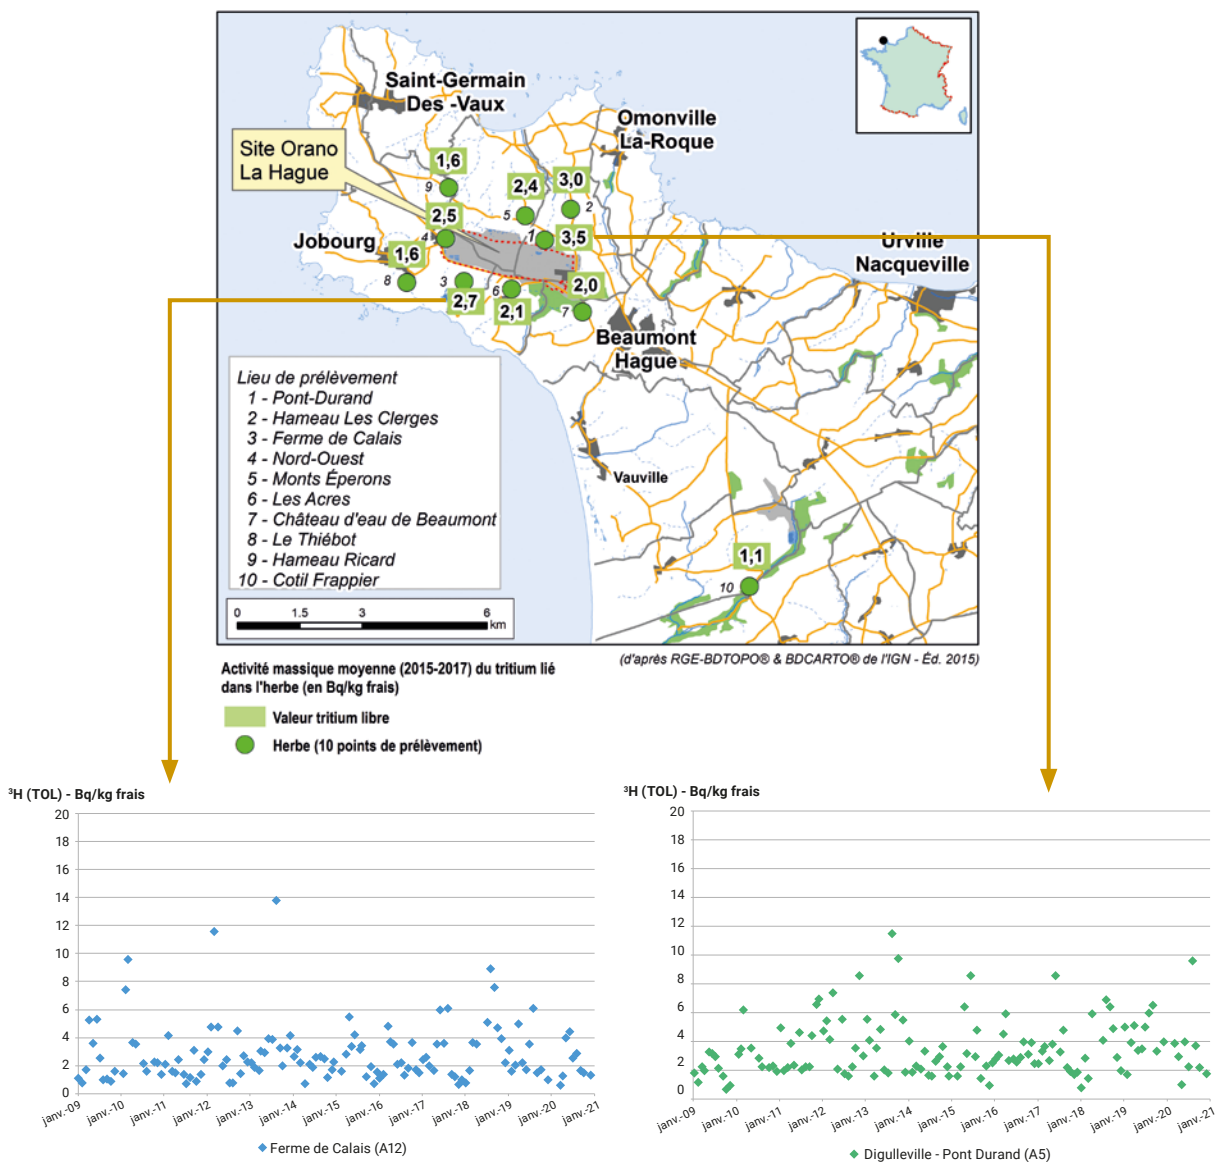 Saint-Germain
Des -Vaux
Omonville
La-Roque
Site Orano
La Hague
1,6
9
2,4
5
3,0
2
2,5
4
1
3,5
Jobourg
1,6
8
Urville
Nacqueville
3
2,7
6
2,1
2,0
7
Beaumont
Hague
Lieu de prélèvement
1 - Pont-Durand
2 - Hameau Les Clerges
3 - Ferme de Calais
4 - Nord-Ouest
5 - Monts Éperons
6 - Les Acres
7 - Château d'eau de Beaumont
8 - Le Thiébot
9 - Hameau Ricard
10 - Cotil Frappier
Vauville
1,1
10
0 1.5 3 6
km
(d'après RGE-BDTOPO® & BDCARTO® de l'IGN - Éd. 2015)
Activité massique moyenne (2015-2017) du tritium lié
dans l'herbe (en Bq/kg frais)
Valeur tritium libre
Herbe (10 points de prélèvement)
³H (TOL) - Bq/kg frais
20
18
16
14
12
10
8
6
4
2
0
janv.-09 janv.-10 janv.-11 janv.-12 janv.-13 janv.-14 janv.-15 janv.-16 janv.-17 janv.-18 janv.-19 janv.-20 janv.-21
Ferme de Calais (A12)
³H (TOL) - Bq/kg frais
20
18
16
14
12
10
8
6
4
2
0
janv.-09 janv.-10 janv.-11 janv.-12 janv.-13 janv.-14 janv.-15 janv.-16 janv.-17 janv.-18 janv.-19 janv.-20 janv.-21
Digulleville - Pont Durand (A5)